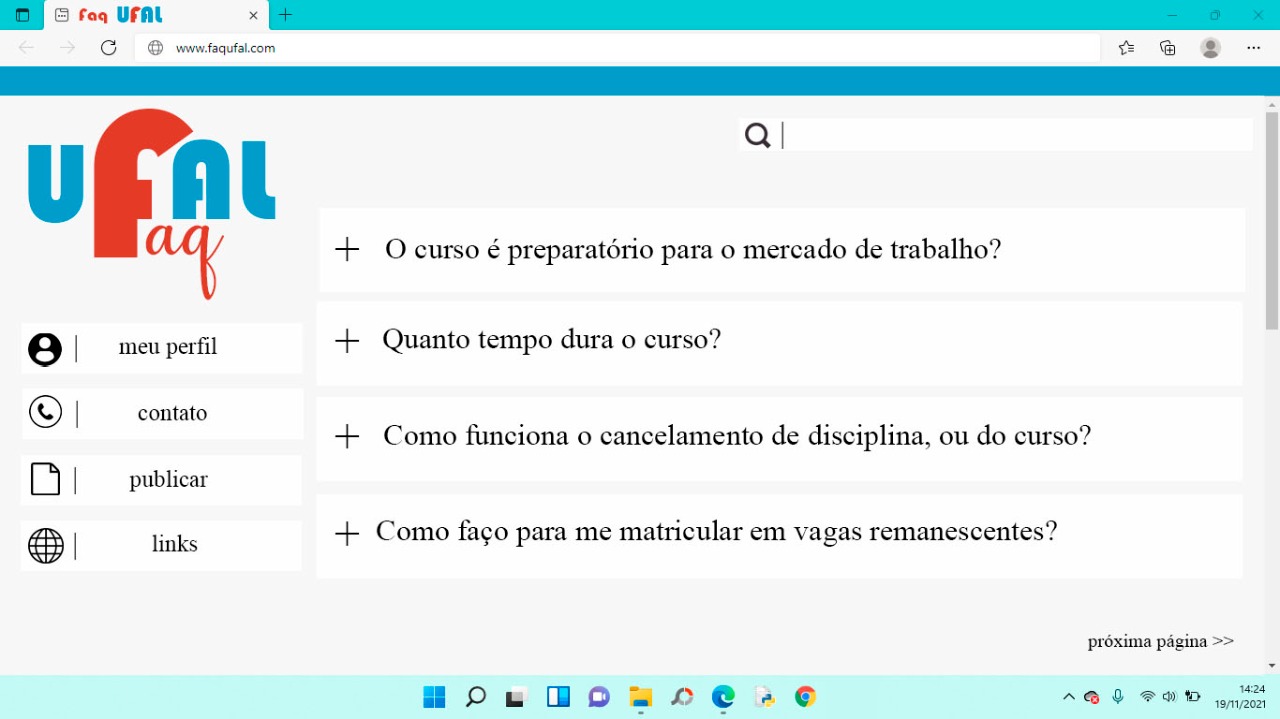 Faq UFAL
www.faqufal.com
UFAL
Faq
O curso é preparatório para o mercado de trabalho?
Quanto tempo dura o curso?
Como funciona o cancelamento de disciplina, ou do curso?
Como faço para me matricular em vagas remanescentes?
meu perfil
contato
publicar
links
próxima página >>
14:24
19/11/2021